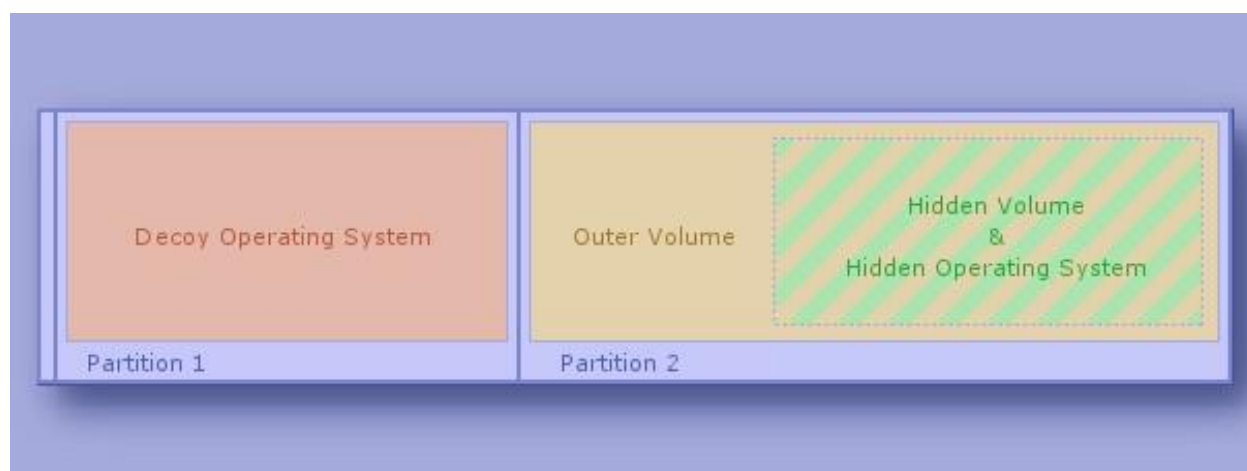 Decoy Operating System
Partition 1
Outer Volume
Hidden Volume
&
Hidden Operating System
Partition 2